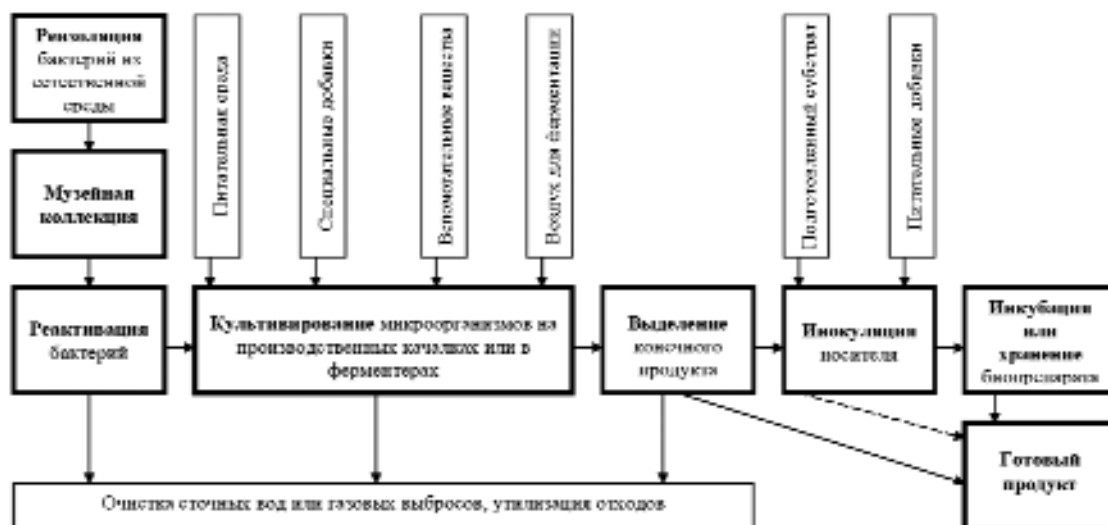 Реизоляция
бактерий из
естественной
среды
Музейная
коллекция
Реактивация
бактерий
Питательная среда
Специальные добавки
Вспомогательные вещества
Воздух для ферментации
Культивирование микроорганизмов на
производственных качалках или в
ферментерах
Выделение
конечного
продукта
Подготовленный субстрат
Питательные добавки
Инокуляция
носителя
Инкубация
или
хранение
биопрепарата
Готовый
продукт
Очистка сточных вод или газовых выбросов, утилизация отходов